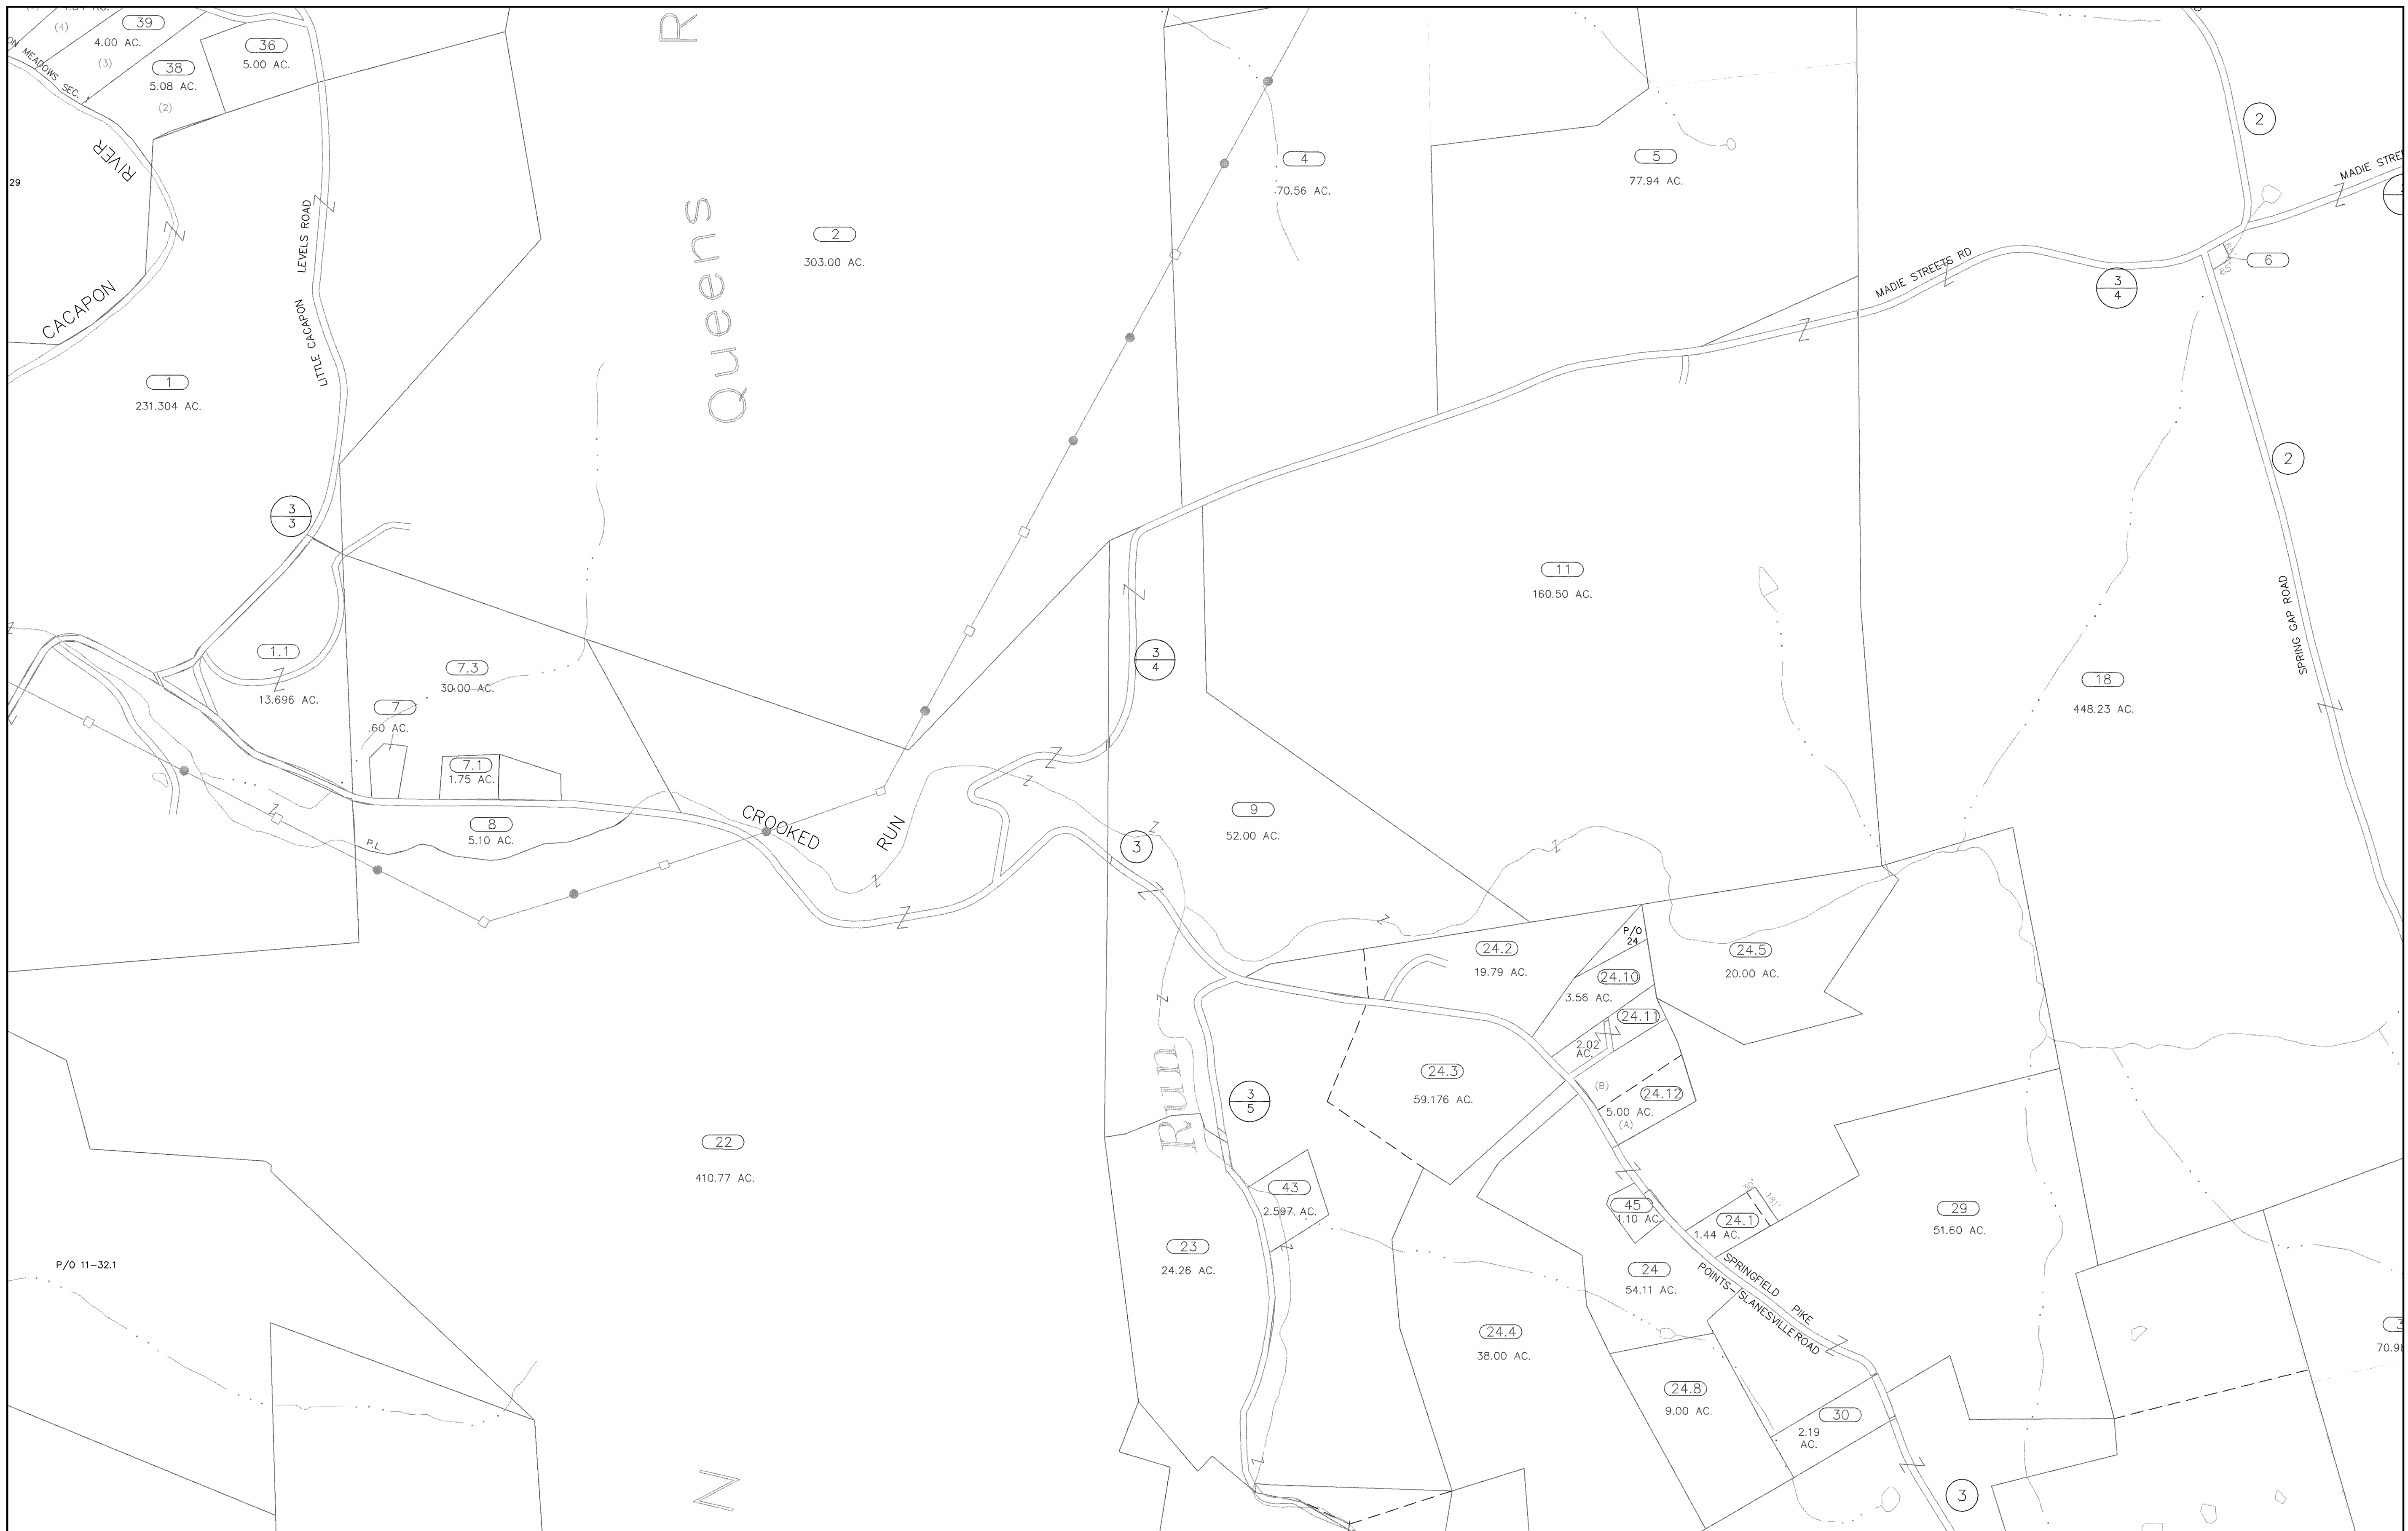 39
4.00 AC.
(4)
(3)
38
5.08 AC.
(2)
36
5.00 AC.
MEADOWS SEC. 1
RIVER
CACAPON
29
LEVELS ROAD
LITTLE CACAPON
1
231.304 AC.
R
Queens
2
303.00 AC.
4
70.56 AC.
5
77.94 AC.
2
MADIE STREETS RD
3
4
6
85'
2
SPRING GAP ROAD
3
3
1.1
13.696 AC.
7.3
30.00 AC.
7
.60 AC.
7.1
1.75 AC.
8
5.10 AC.
P.L.
CROOKED
RUN
3
4
11
160.50 AC.
18
448.23 AC.
3
9
52.00 AC.
24.2
19.79 AC.
P/O
24
24.10
3.56 AC.
24.11
2.02
AC.
24.5
20.00 AC.
24.3
59.176 AC.
(B)
24.12
5.00 AC.
(A)
3
5
Run
22
410.77 AC.
43
2.597 AC.
23
24.26 AC.
45
1.10 AC.
30'
181'
24.1
1.44 AC.
29
51.60 AC.
24
54.11 AC.
SPRINGFIELD PIKE
POINTS-SLANESVILLE ROAD
24.4
38.00 AC.
24.8
9.00 AC.
30
2.19
AC.
P/O 11-32.1
N
3